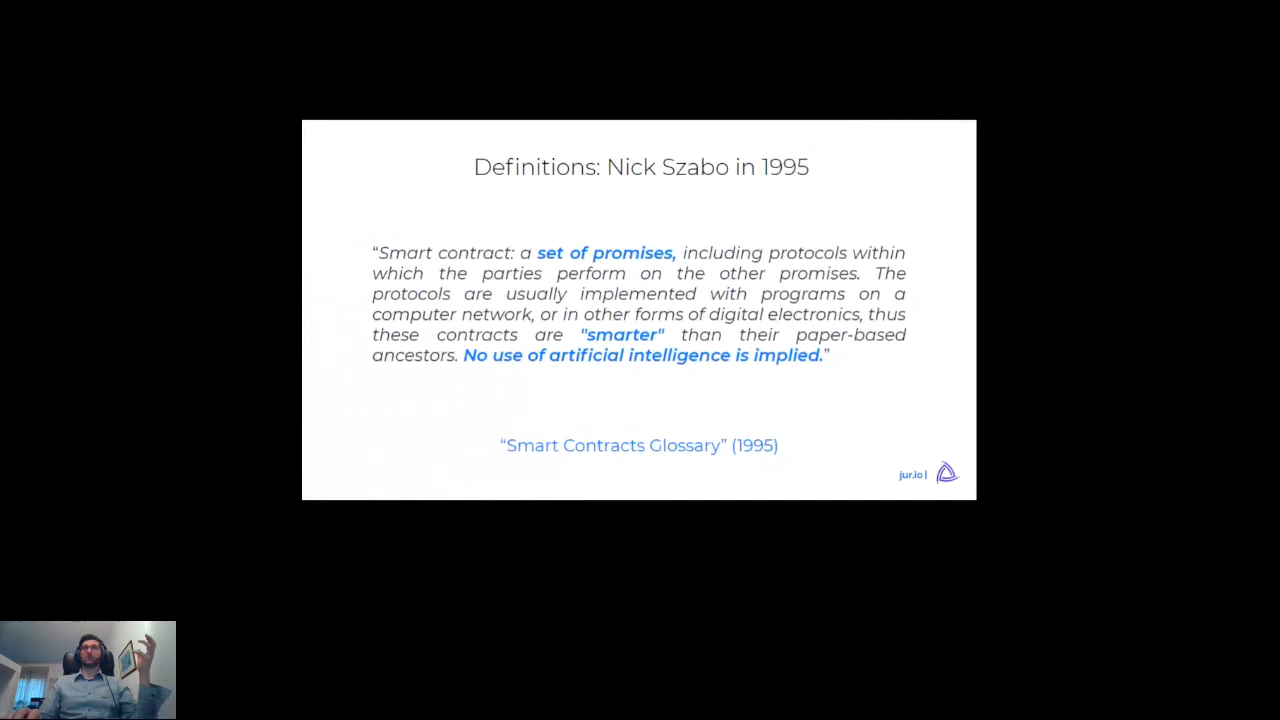 Definitions: Nick Szabo in 1995
“Smart contract: a set of promises, including protocols within
which the parties perform on the other promises. The
protocols are usually implemented with programs on a
computer network, or in other forms of digital electronics, thus
these contracts are "smarter" than their paper-based
ancestors. No use of artificial intelligence is implied.”
“Smart Contracts Glossary” (1995)
jur.io |